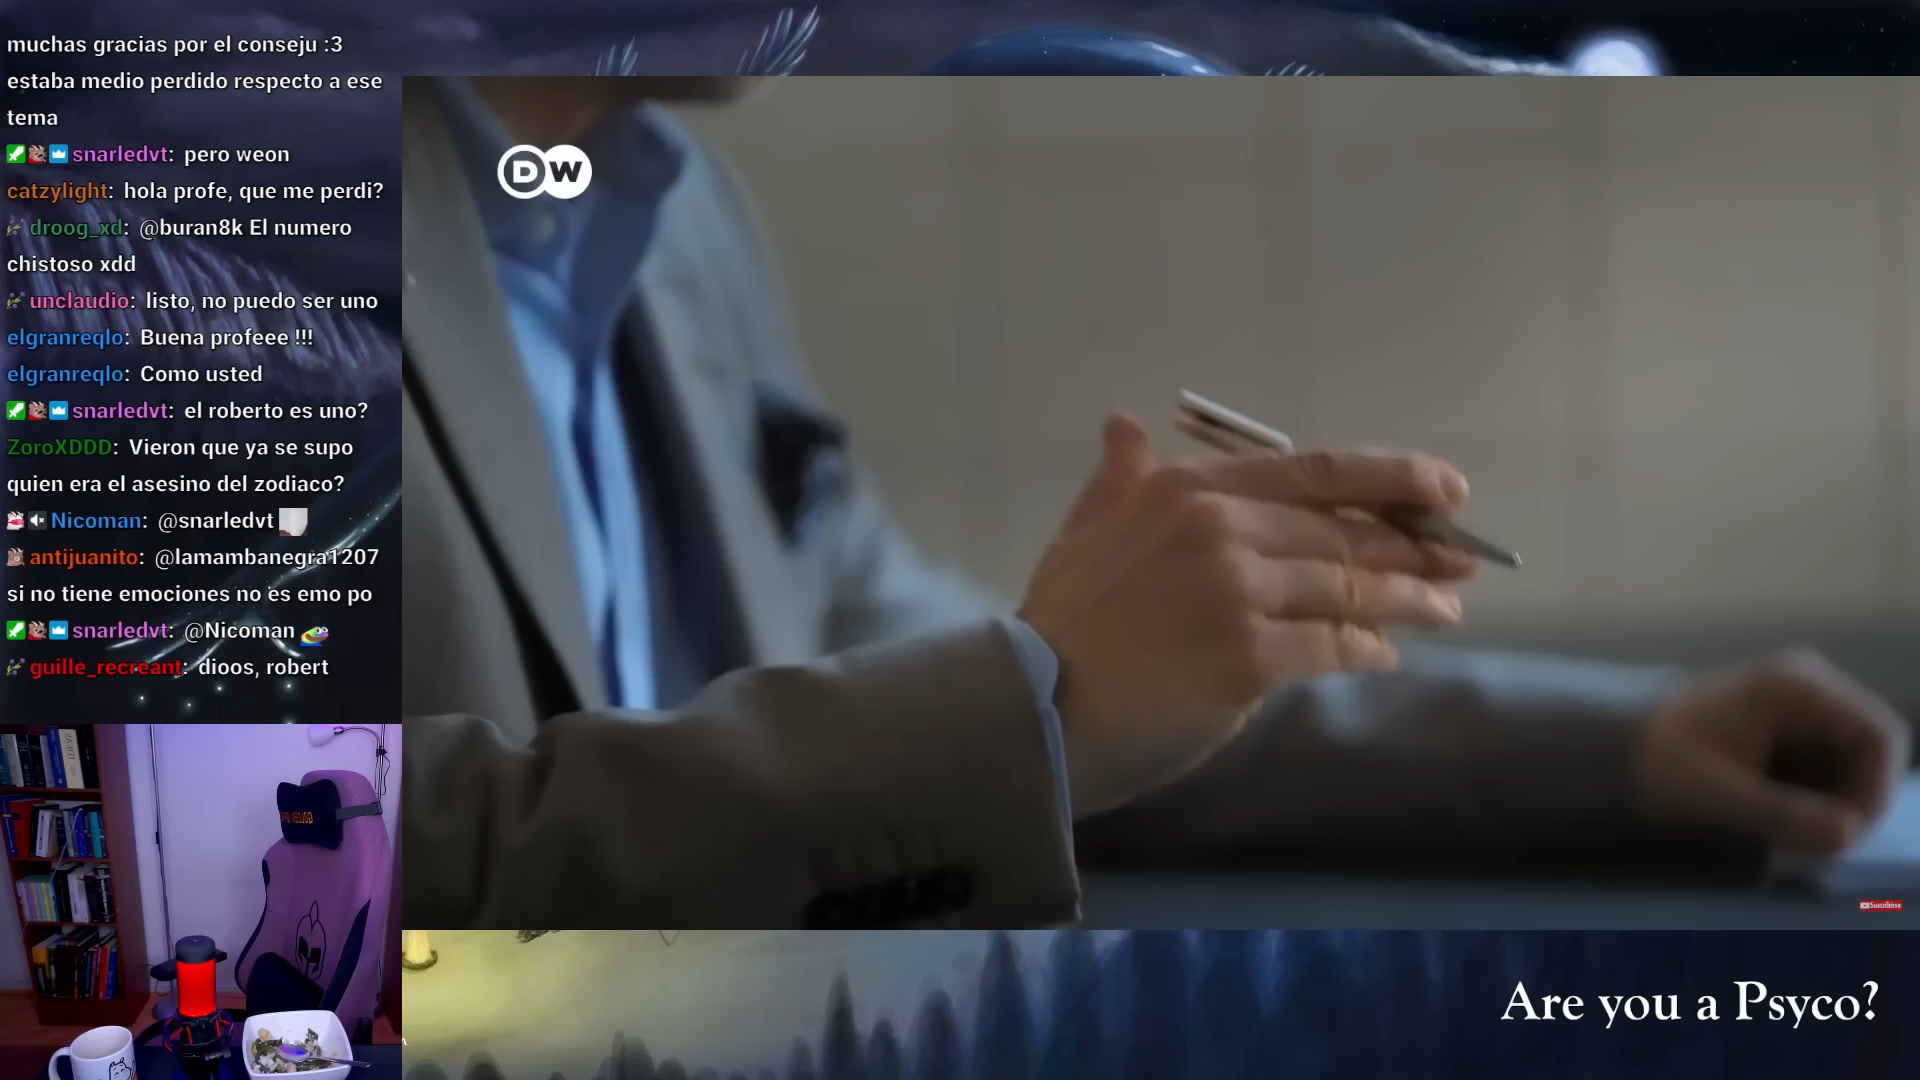 muchas gracias por el conseju :3
estaba medio perdido respecto a ese
tema
snarledvt: pero weon
catzylight: hola profe, que me perdi?
droog_xd: @buran8k El numero
chistoso xdd
unclaudio: listo, no puedo ser uno
elgranreqlo: Buena profeee !!!
elgranreqlo: Como usted
snarledvt: el roberto es uno?
ZoroXDDD: Vieron que ya se supo
quien era el asesino del zodiaco?
Nicoman: @snarledvt
antijuanito: @lamambanegra1207
si no tiene emociones no es emo po
snarledvt: @Nicoman
guille_recreant: dioos, robert
DW
Suscribirse
Are you a Psyco?